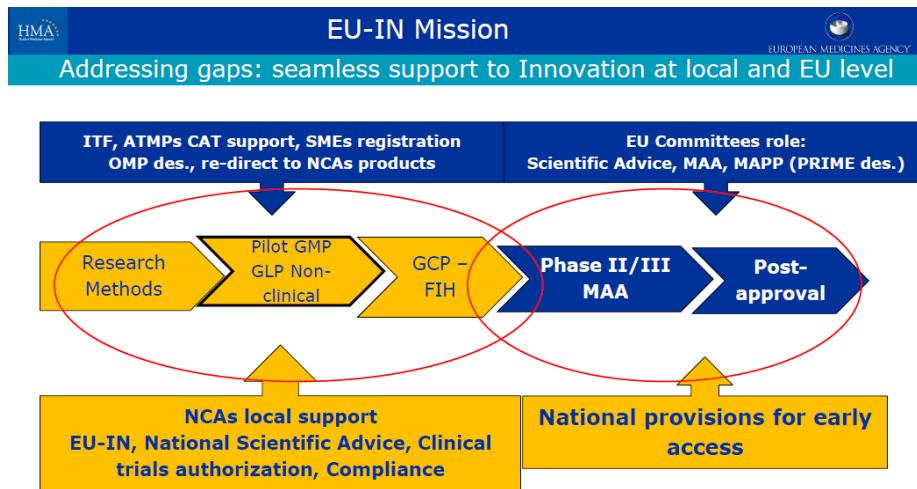 HMA
EU-IN Mission
EUROPEAN MEDICINES AGENCY
Addressing gaps: seamless support to Innovation at local and EU level
ITF, ATMPs CAT support, SMEs registration
OMP des., re-direct to NCAs products
EU Committees role:
Scientific Advice, MAA, MAPP (PRIME des.)
Research
Methods
Pilot GMP
GLP Non-
clinical
GCP –
FIH
Phase II/III
MAA
Post-
approval
NCAs local support
EU-IN, National Scientific Advice, Clinical
trials authorization, Compliance
National provisions for early
access